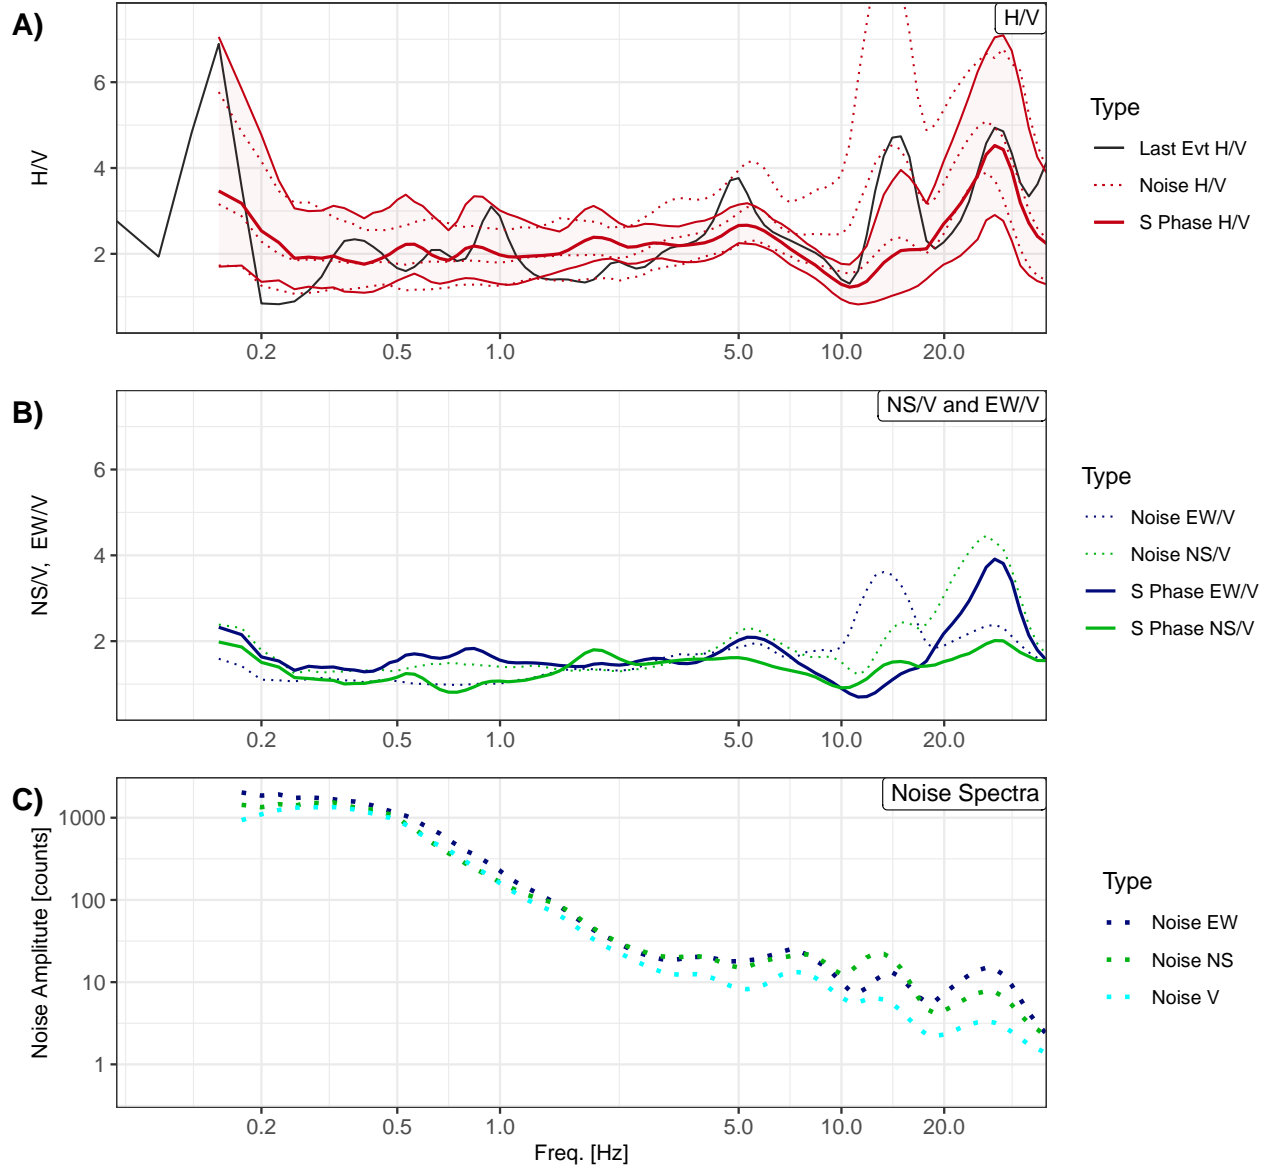 A)
H/V
6
4
2
H/V
0.2 0.5 1.0 5.0 10.0 20.0
Type
Last Evt H/V
Noise H/V
S Phase H/V
B)
NS/V and EW/V
6
4
2
NS/V, EW/V
0.2 0.5 1.0 5.0 10.0 20.0
Type
Noise EW/V
Noise NS/V
S Phase EW/V
S Phase NS/V
C)
Noise Spectra
1000
100
10
1
Noise Amplitute [counts]
0.2 0.5 1.0 5.0 10.0 20.0
Freq. [Hz]
Type
Noise EW
Noise NS
Noise V